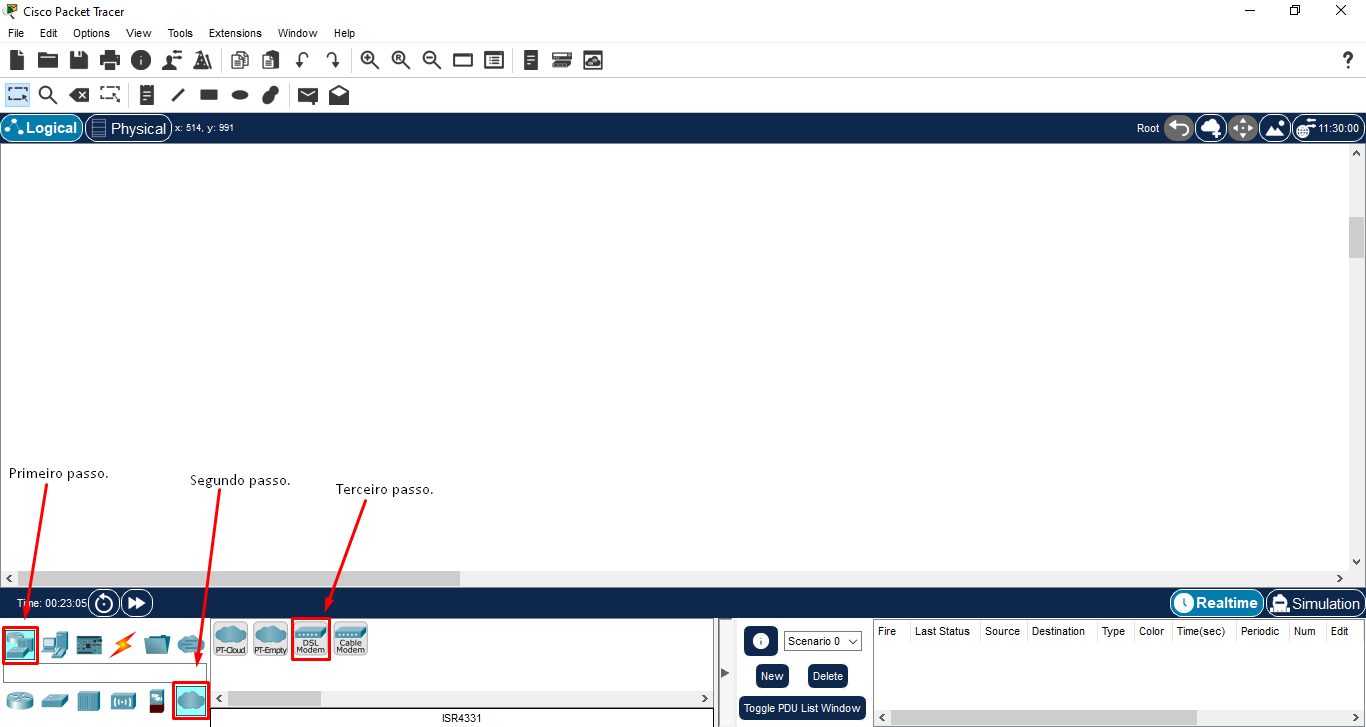 Cisco Packet Tracer
File Edit Options View Tools Extensions Window Help
Logical Physical x: 514, y: 991 Root 11:30:00
Primeiro passo.
Segundo passo.
Terceiro passo.
Time: 00:23:05 Realtime Simulation
PT-Cloud PT-Empty DSL Modem Cable Modem
Scenario 0
New Delete
Toggle PDU List Window
Fire Last Status Source Destination Type Color Time(sec) Periodic Num Edit
ISR4331